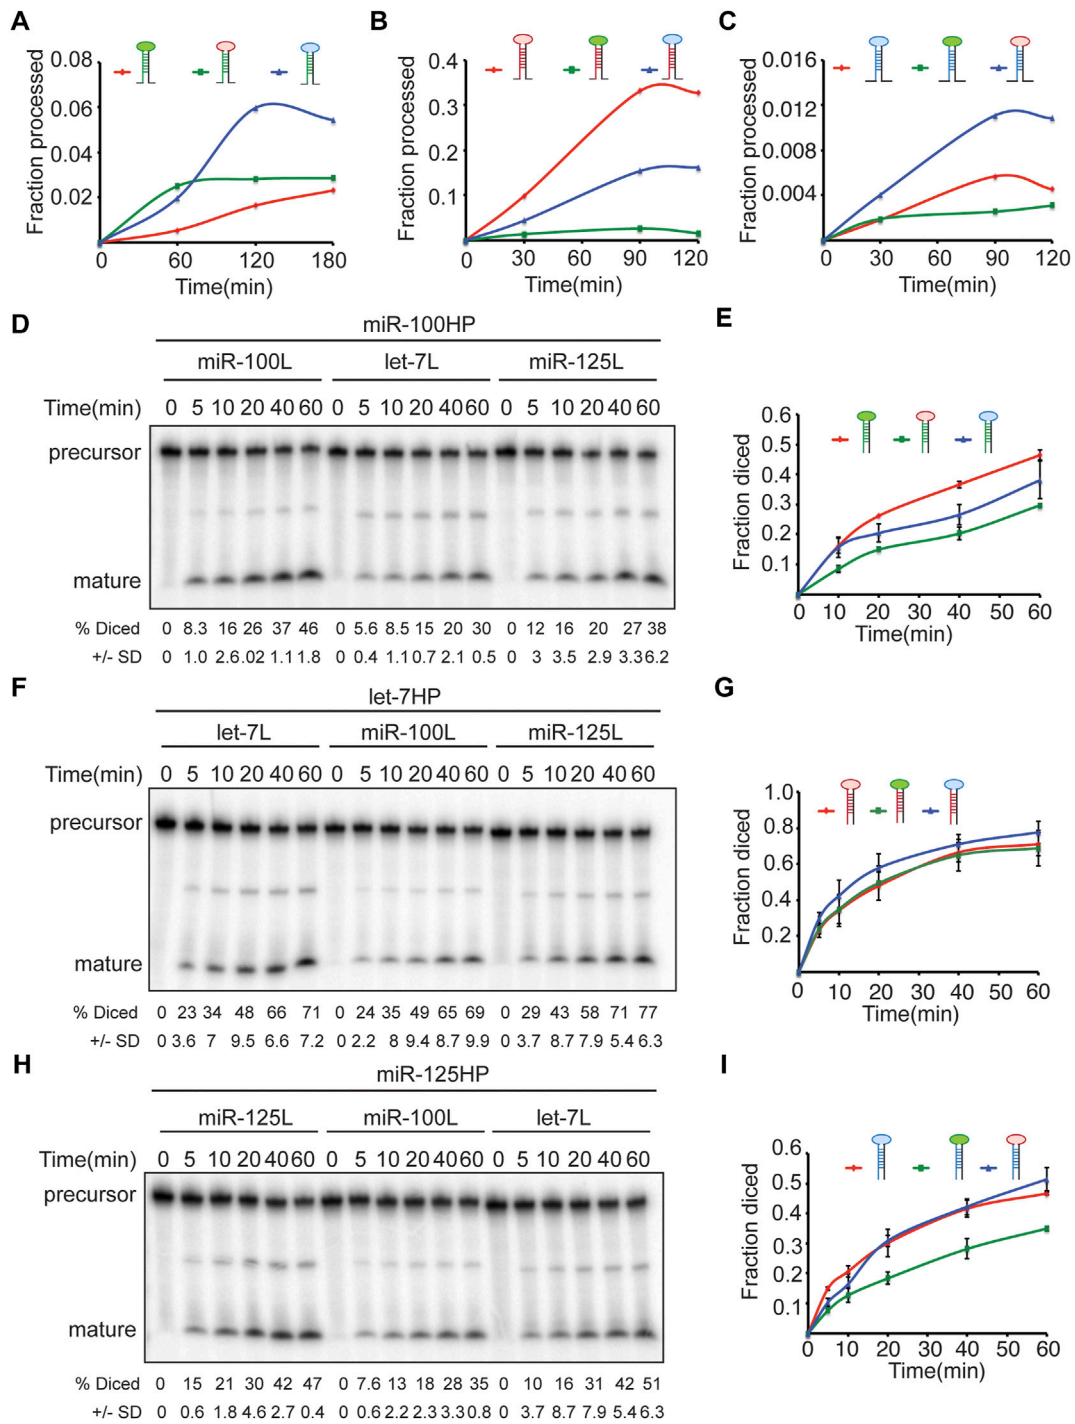 A
B
C
Fraction processed
0.08
0.06
0.04
0.02
0
60
120
180
Time(min)
Fraction processed
0.4
0.3
0.2
0.1
0
30
60
90
120
Time(min)
Fraction processed
0.016
0.012
0.008
0.004
0
30
60
90
120
Time(min)
D
miR-100HP
miR-100L let-7L miR-125L
Time(min) 0 5 10 20 40 60 0 5 10 20 40 60 0 5 10 20 40 60
precursor
mature
% Diced 0 8.3 16 26 37 46 0 5.6 8.5 15 20 30 0 12 16 20 27 38
+/- SD 0 1.0 2.6 .02 1.1 1.8 0 0.4 1.1 0.7 2.1 0.5 0 3 3.5 2.9 3.3 6.2
E
Fraction diced
0.6
0.5
0.4
0.3
0.2
0.1
0 10 20 40 60
Time(min)
F
let-7HP
let-7L miR-100L miR-125L
Time(min) 0 5 10 20 40 60 0 5 10 20 40 60 0 5 10 20 40 60
precursor
mature
% Diced 0 23 34 48 66 71 0 24 35 49 65 69 0 29 43 58 71 77
+/- SD 0 3.6 7 9.5 6.6 7.2 0 2.2 8 9.4 8.7 9.9 0 3.7 8.7 7.9 5.4 6.3
G
Fraction diced
1.0
0.8
0.6
0.4
0.2
0 10 20 30 40 50 60
Time(min)
H
miR-125HP
miR-125L miR-100L let-7L
Time(min) 0 5 10 20 40 60 0 5 10 20 40 60 0 5 10 20 40 60
precursor
mature
% Diced 0 15 21 30 42 47 0 7.6 13 18 28 35 0 10 16 31 42 51
+/- SD 0 0.6 1.8 4.6 2.7 0.4 0 0.6 2.2 2.3 3.3 0.8 0 3.7 8.7 7.9 5.4 6.3
I
Fraction diced
0.6
0.5
0.4
0.3
0.2
0.1
0 10 20 30 40 50 60
Time(min)